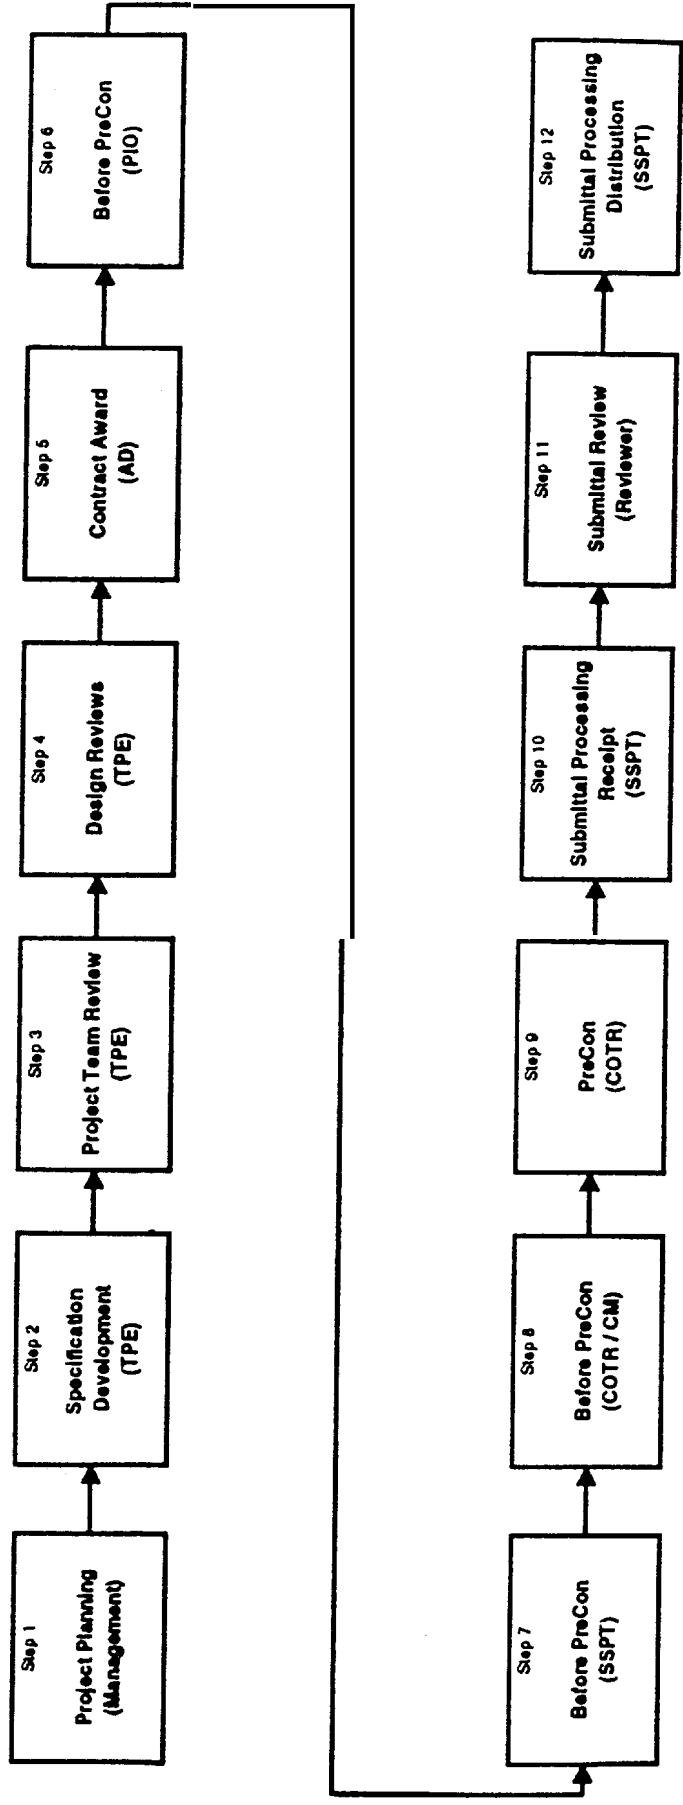 Step 1
Project Planning
(Management)
Step 2
Specification
Development
(TPE)
Step 3
Project Team Review
(TPE)
Step 4
Design Reviews
(TPE)
Step 5
Contract Award
(AD)
Step 6
Before PreCon
(PIO)
Step 7
Before PreCon
(SSPT)
Step 8
Before PreCon
(COTR / CM)
Step 9
PreCon
(COTR)
Step 10
Submittal Processing
Receipt
(SSPT)
Step 11
Submittal Review
(Reviewer)
Step 12
Submittal Processing
Distribution
(SSPT)